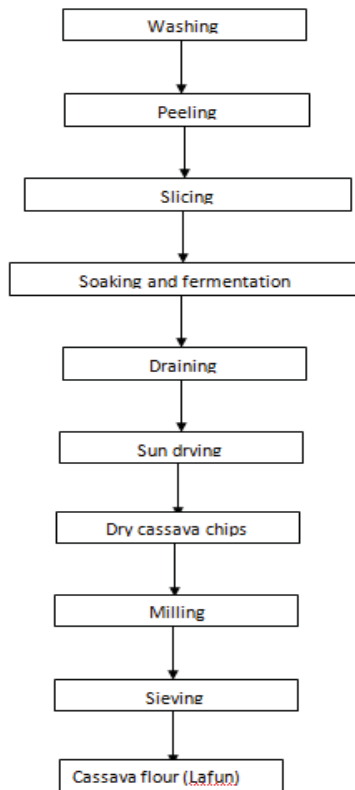 Washing
Peeling
Slicing
Soaking and fermentation
Draining
Sun drying
Dry cassava chips
Milling
Sieving
Cassava flour (Lafun)